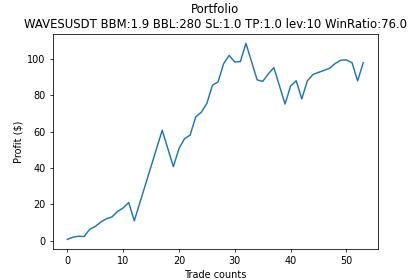 Portfolio
WAVESUSDT BBM:1.9 BBL:280 SL:1.0 TP:1.0 lev:10 WinRatio:76.0
100
80
60
40
20
0
Profit ($)
0 10 20 30 40 50
Trade counts